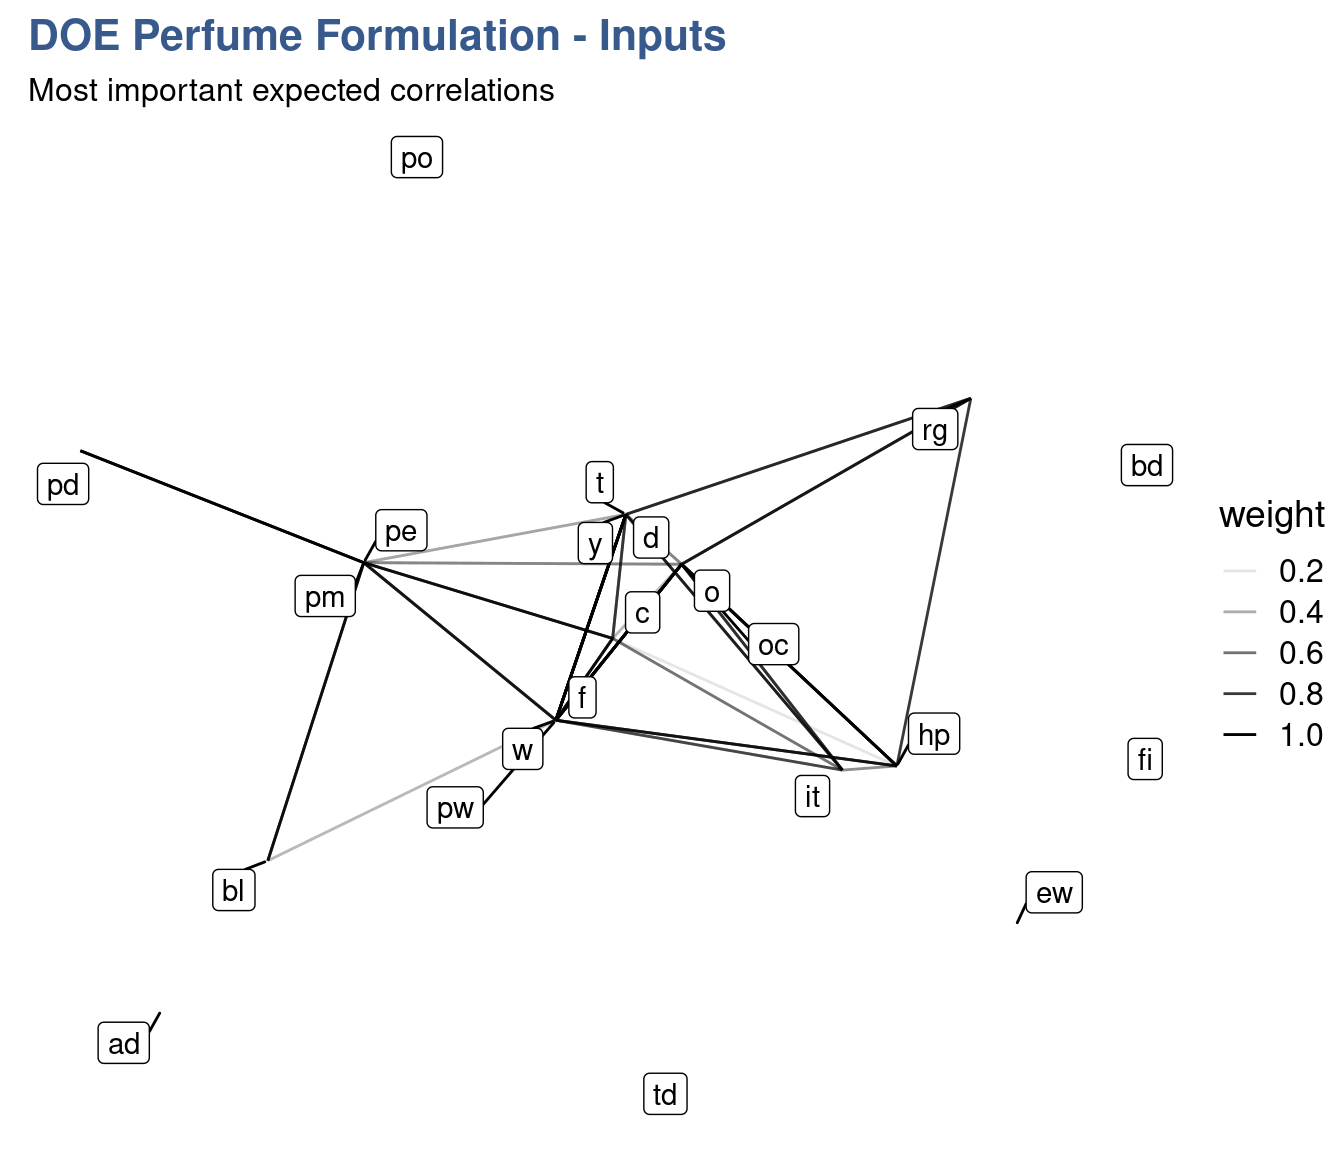 DOE Perfume Formulation - Inputs
Most important expected correlations
po
rg
bd
pd
t
pe
y
d
weight
0.2
0.4
0.6
0.8
1.0
pm
o
c
oc
f
w
hp
fi
it
pw
bl
ew
ad
td